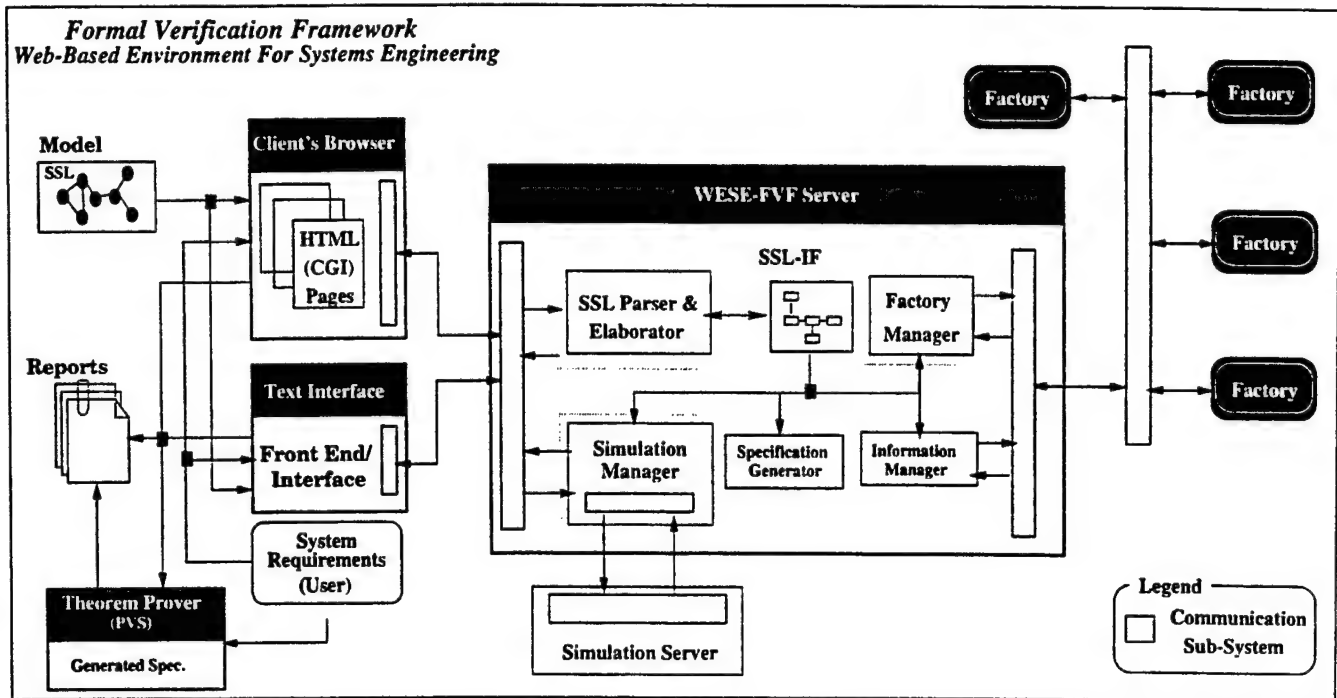 Formal Verification Framework
Web-Based Environment For Systems Engineering
Model
SSL
Client's Browser
HTML
(CGI)
Pages
Reports
Text Interface
Front End/
Interface
System
Requirements
(User)
Theorem Prover
(PVS)
Generated Spec.
WESE-FVF Server
SSL Parser &
Elaborator
SSL-IF
Factory
Manager
Simulation
Manager
Specification
Generator
Information
Manager
Simulation Server
Factory
Factory
Factory
Factory
Legend
Communication
Sub-System